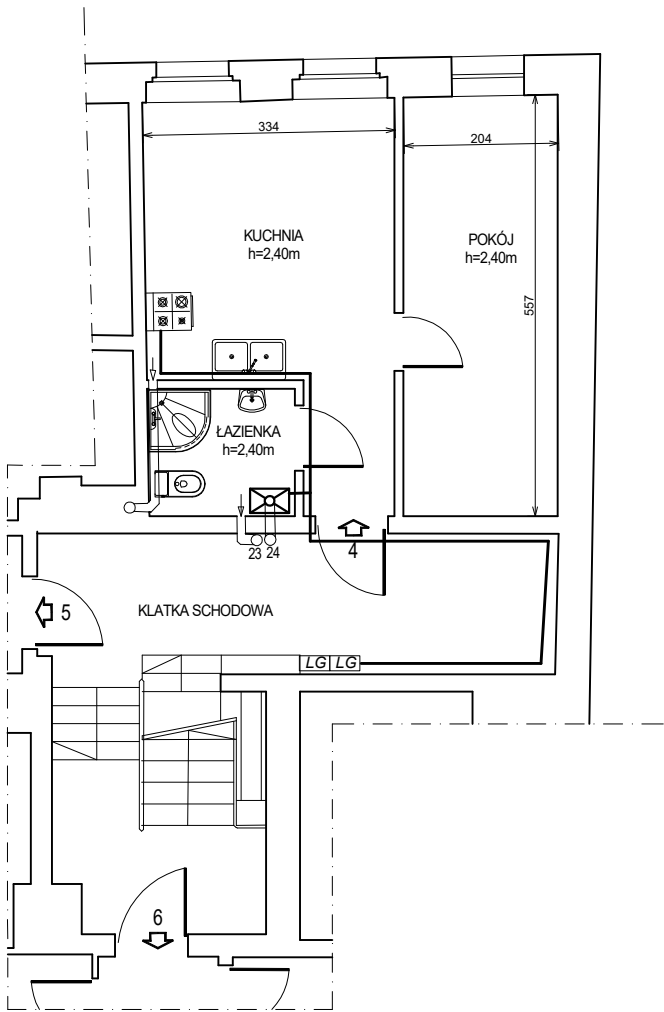 334
204
KUCHNIA
h=2,40m
POKÓJ
h=2,40m
557
ŁAZIENKA
h=2,40m
23 24
4
5
KLATKA SCHODOWA
LG LG
6